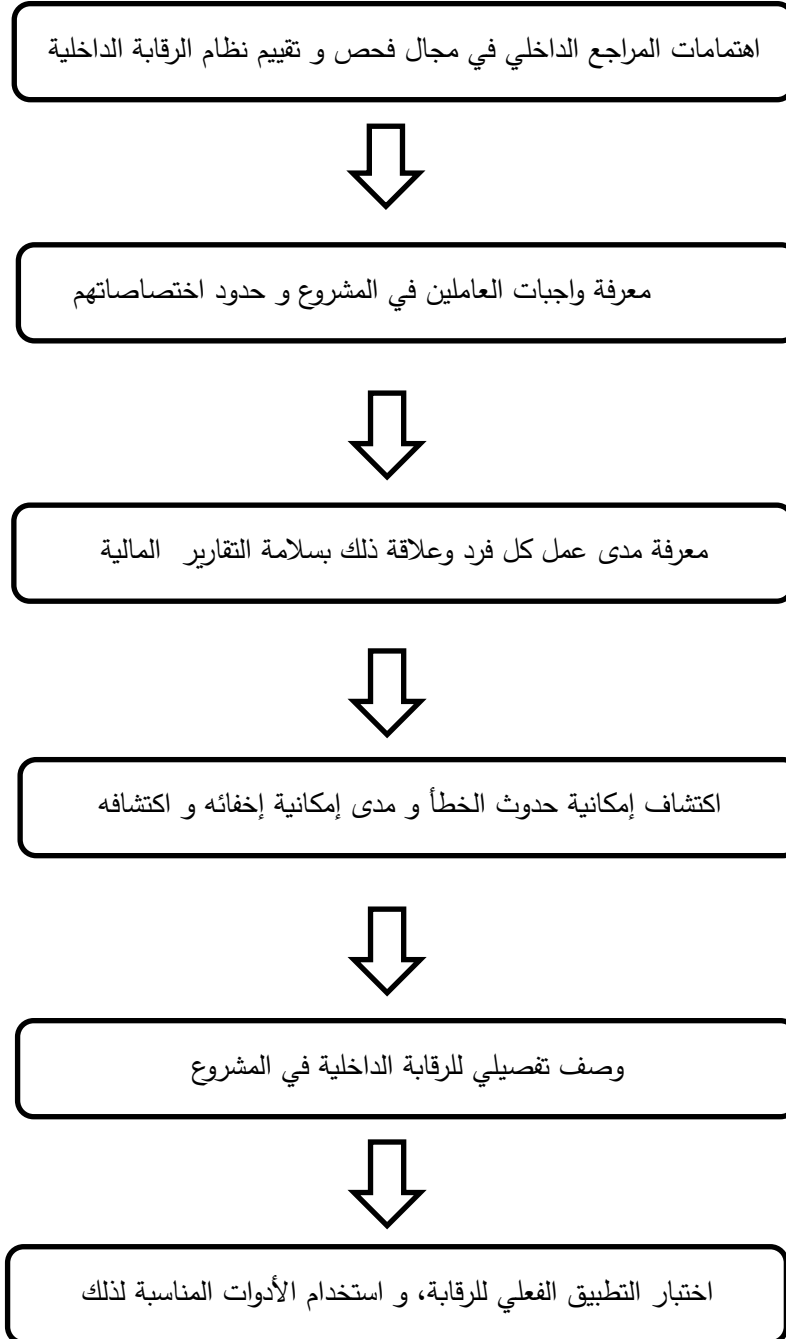 اهتمامات المراجع الداخلي في مجال فحص و تقييم نظام الرقابة الداخلية
معرفة واجبات العاملين في المشروع و حدود اختصاصاتهم
معرفة مدى عمل كل فرد وعلاقة ذلك بسلامة التقارير المالية
اكتشاف إمكانية حدوث الخطأ و مدى إمكانية إخفائه و اكتشافه
وصف تفصيلي للرقابة الداخلية في المشروع
اختبار التطبيق الفعلي للرقابة، و استخدام الأدوات المناسبة لذلك